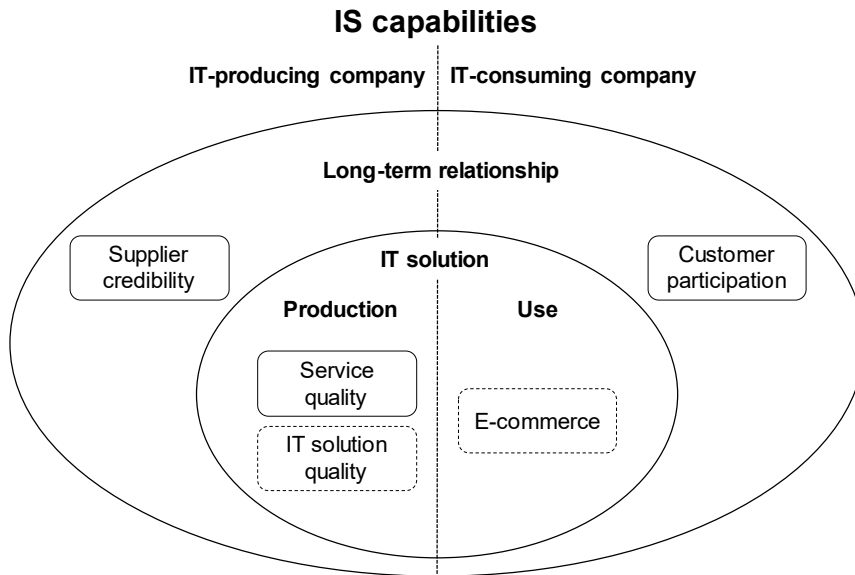 IS capabilities
IT-producing company
IT-consuming company
Long-term relationship
Supplier
credibility
Customer
participation
IT solution
Production
Use
Service
quality
IT solution
quality
E-commerce